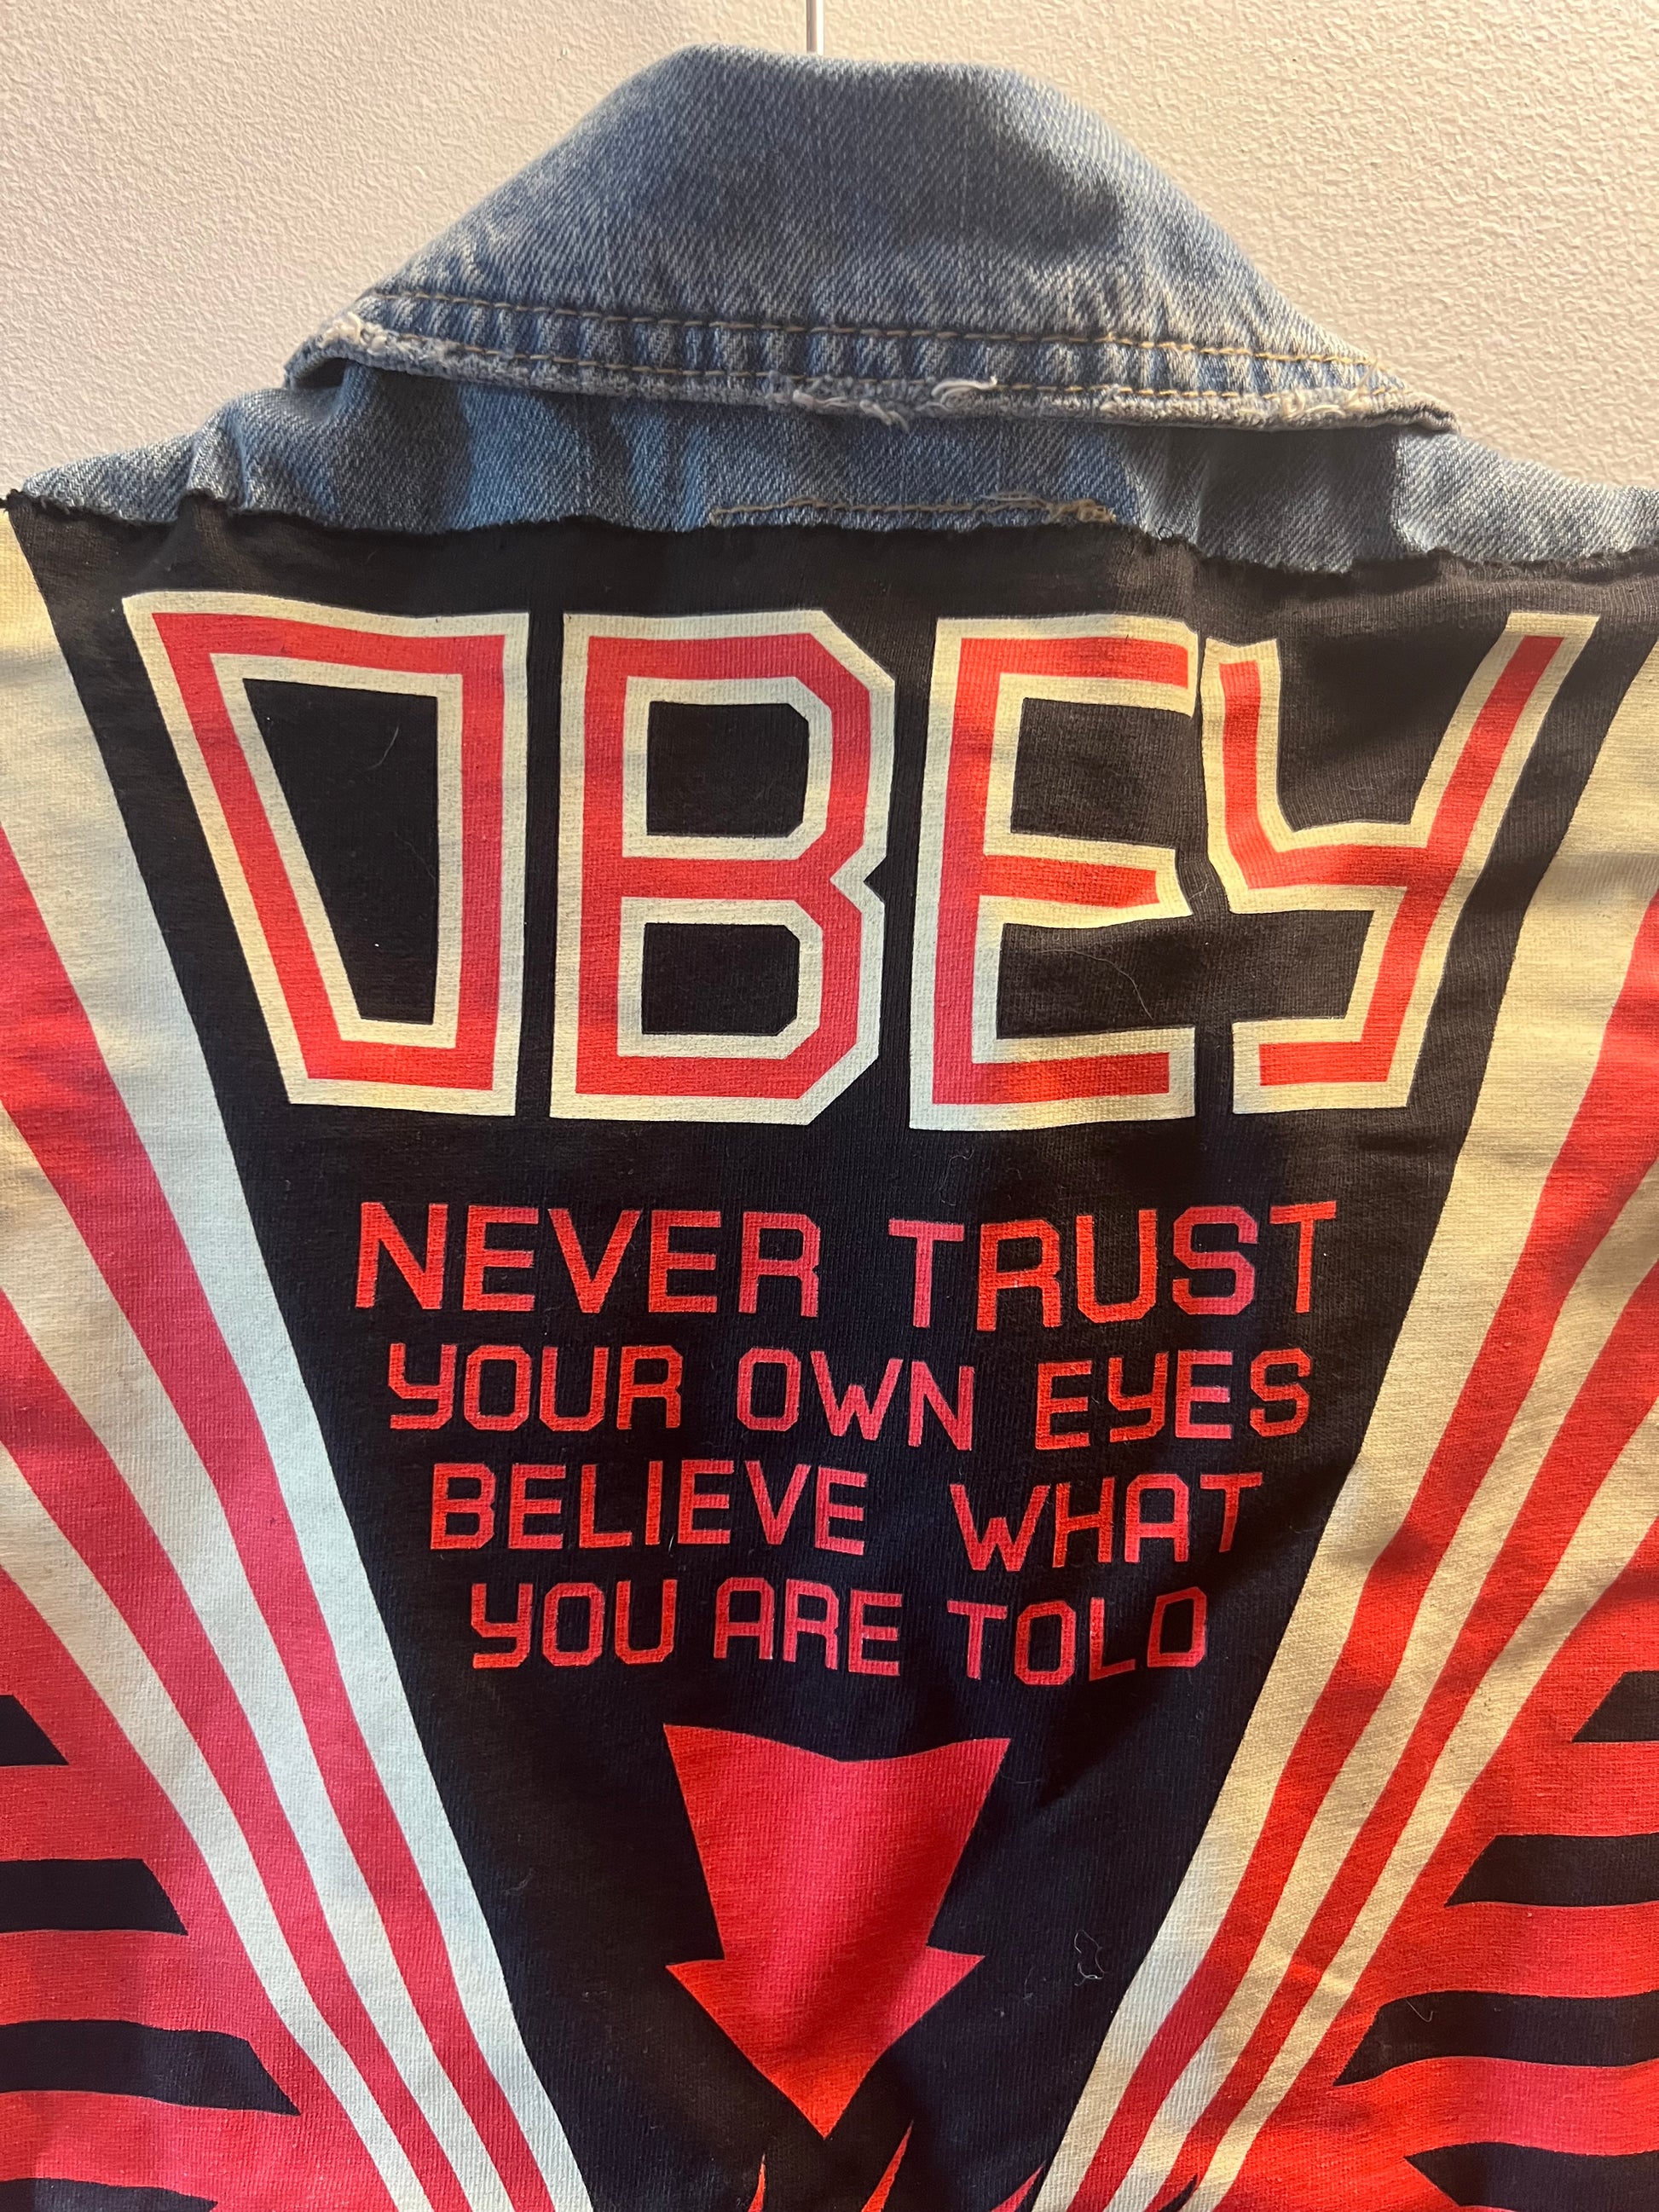 OBEY
NEVER TRUST
YOUR OWN EYES
BELIEVE WHAT
YOU ARE TOLD